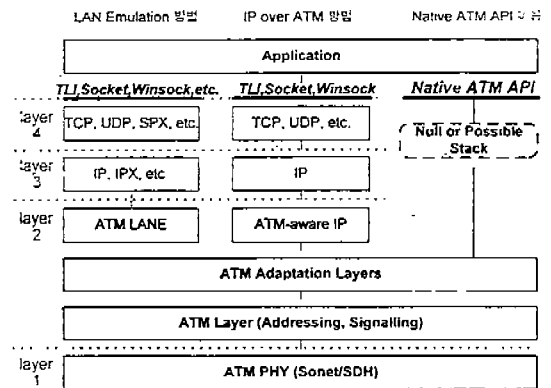 LAN Emulation 방법
IP over ATM 방법
Native ATM API
Application
TLI,Socket,Winsock,etc.
TLI,Socket,Winsock
Native ATM API
layer 4
TCP, UDP, SPX, etc.
TCP, UDP, etc.
Null or Possible
Stack
layer 3
IP, IPX, etc
IP
layer 2
ATM LANE
ATM-aware IP
ATM Adaptation Layers
ATM Layer (Addressing, Signalling)
layer 1
ATM PHY (Sonet/SDH)